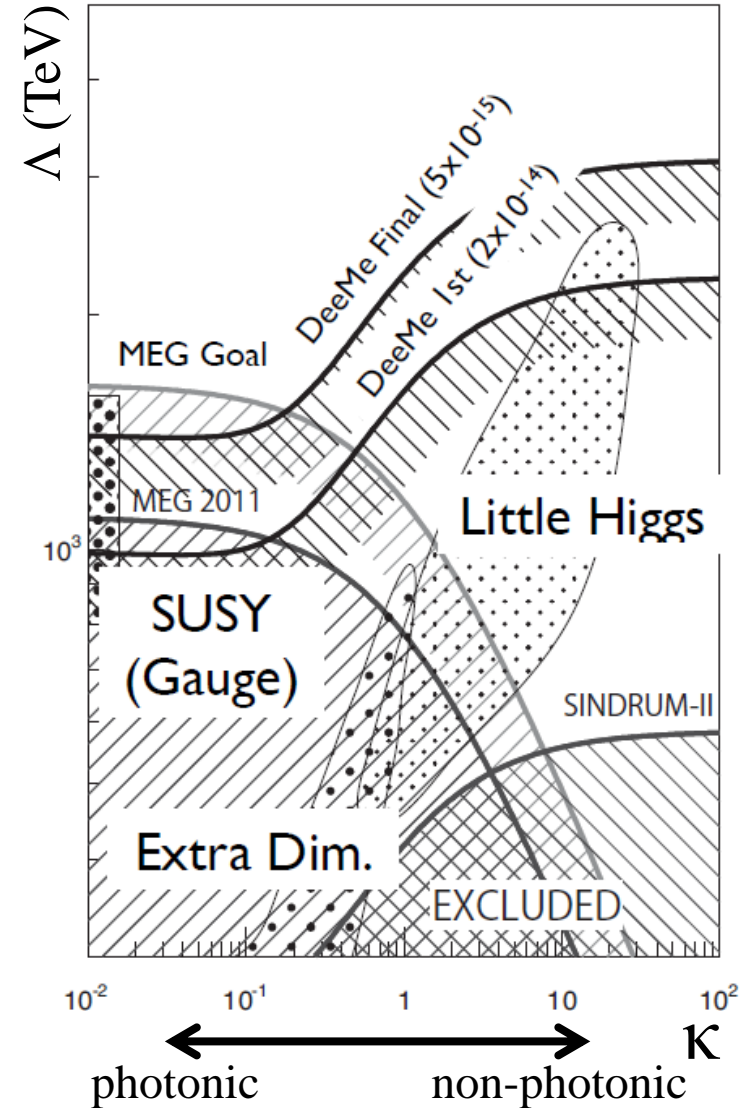 Λ (TeV)
DeeMe Final (5x10⁻¹⁵)
DeeMe 1st (2x10⁻¹⁴)
MEG Goal
MEG 2011
10³
Little Higgs
SUSY
(Gauge)
SINDRUM-II
Extra Dim.
EXCLUDED
10⁻² 10⁻¹ 1 10 10²
κ
photonic non-photonic